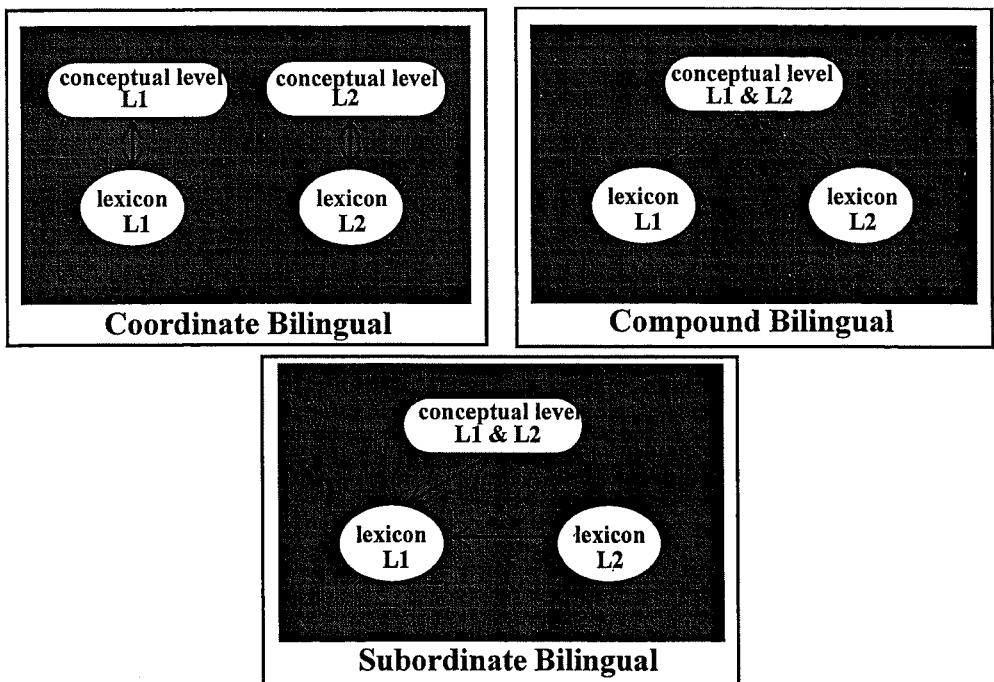 conceptual level
L1
conceptual level
L2
lexicon
L1
lexicon
L2
Coordinate Bilingual
conceptual level
L1 & L2
lexicon
L1
lexicon
L2
Compound Bilingual
conceptual level
L1 & L2
lexicon
L1
lexicon
L2
Subordinate Bilingual